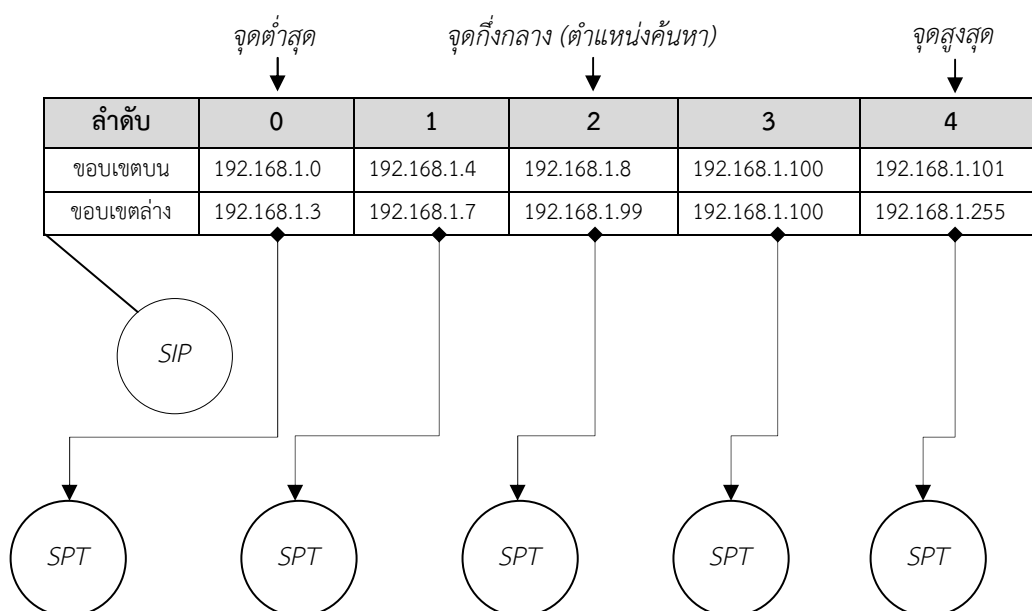 จุดต่ำสุด จุดกึ่งกลาง (ตำแหน่งค้นหา) จุดสูงสุด
ลำดับ 0 1 2 3 4
ขอบเขตบน 192.168.1.0 192.168.1.4 192.168.1.8 192.168.1.100 192.168.1.101
ขอบเขตล่าง 192.168.1.3 192.168.1.7 192.168.1.99 192.168.1.100 192.168.1.255
SIP
SPT SPT SPT SPT SPT